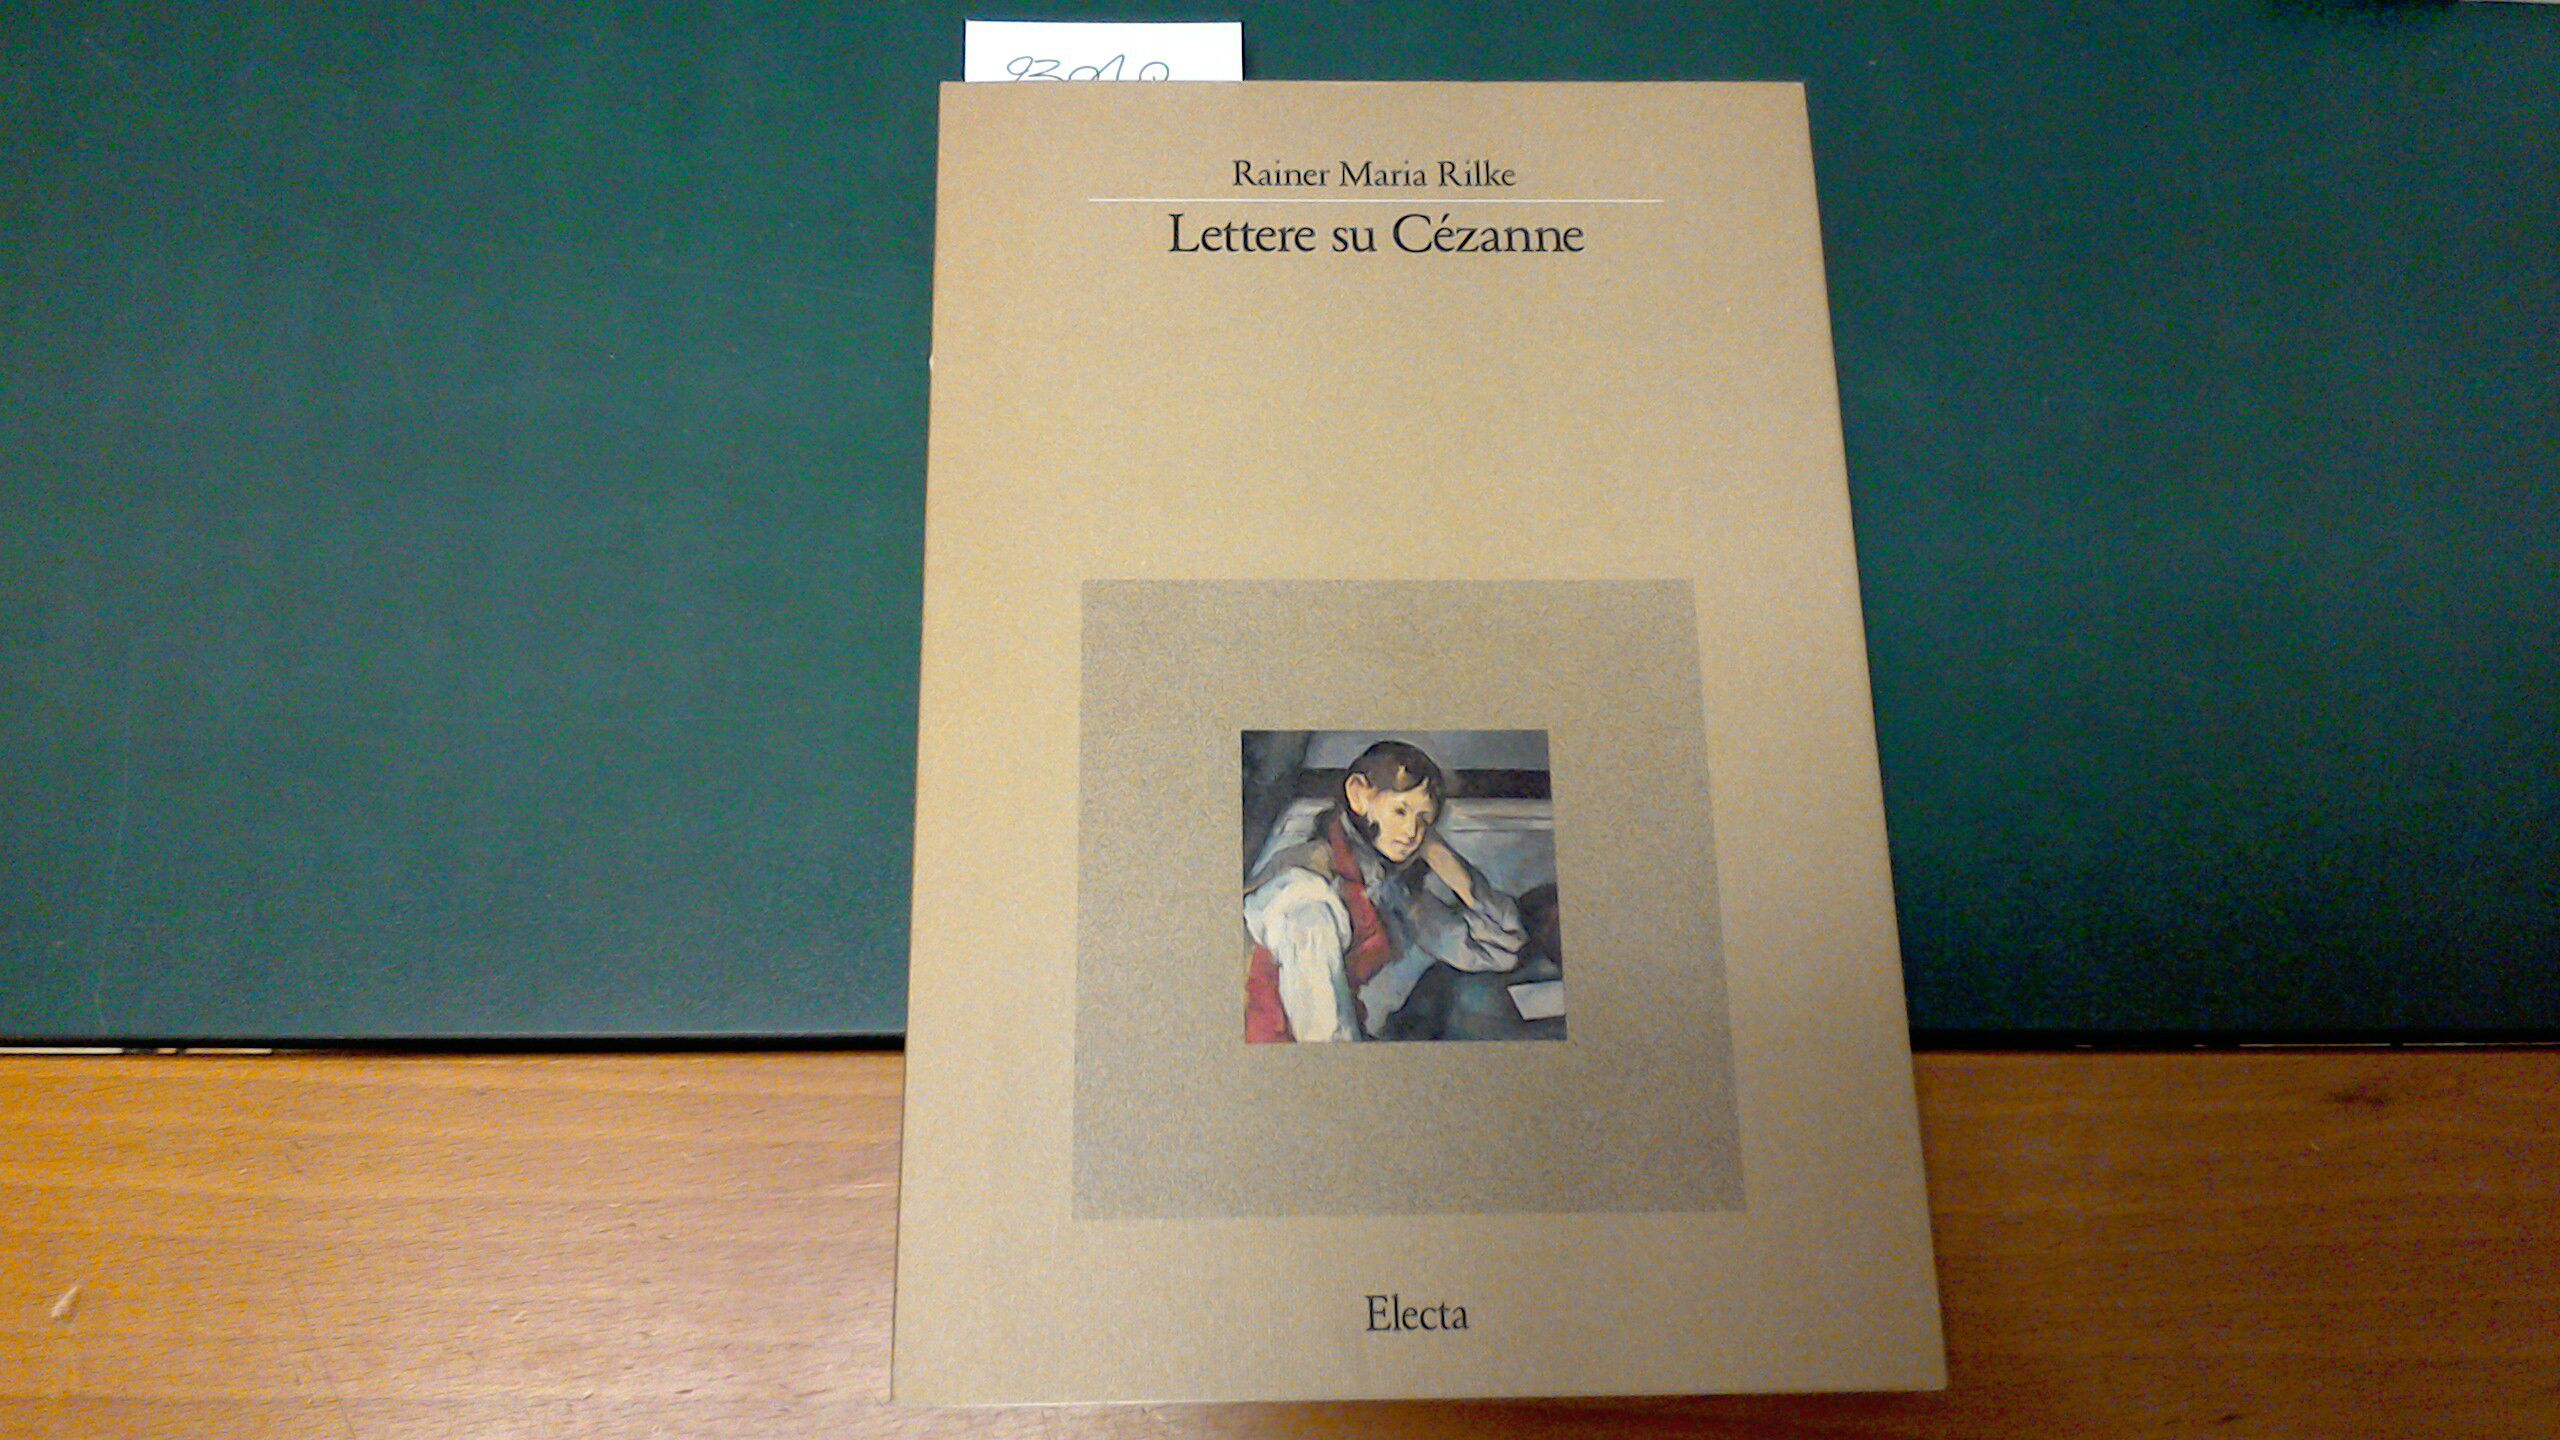 Rainer Maria Rilke
Lettere su Cézanne
Electa